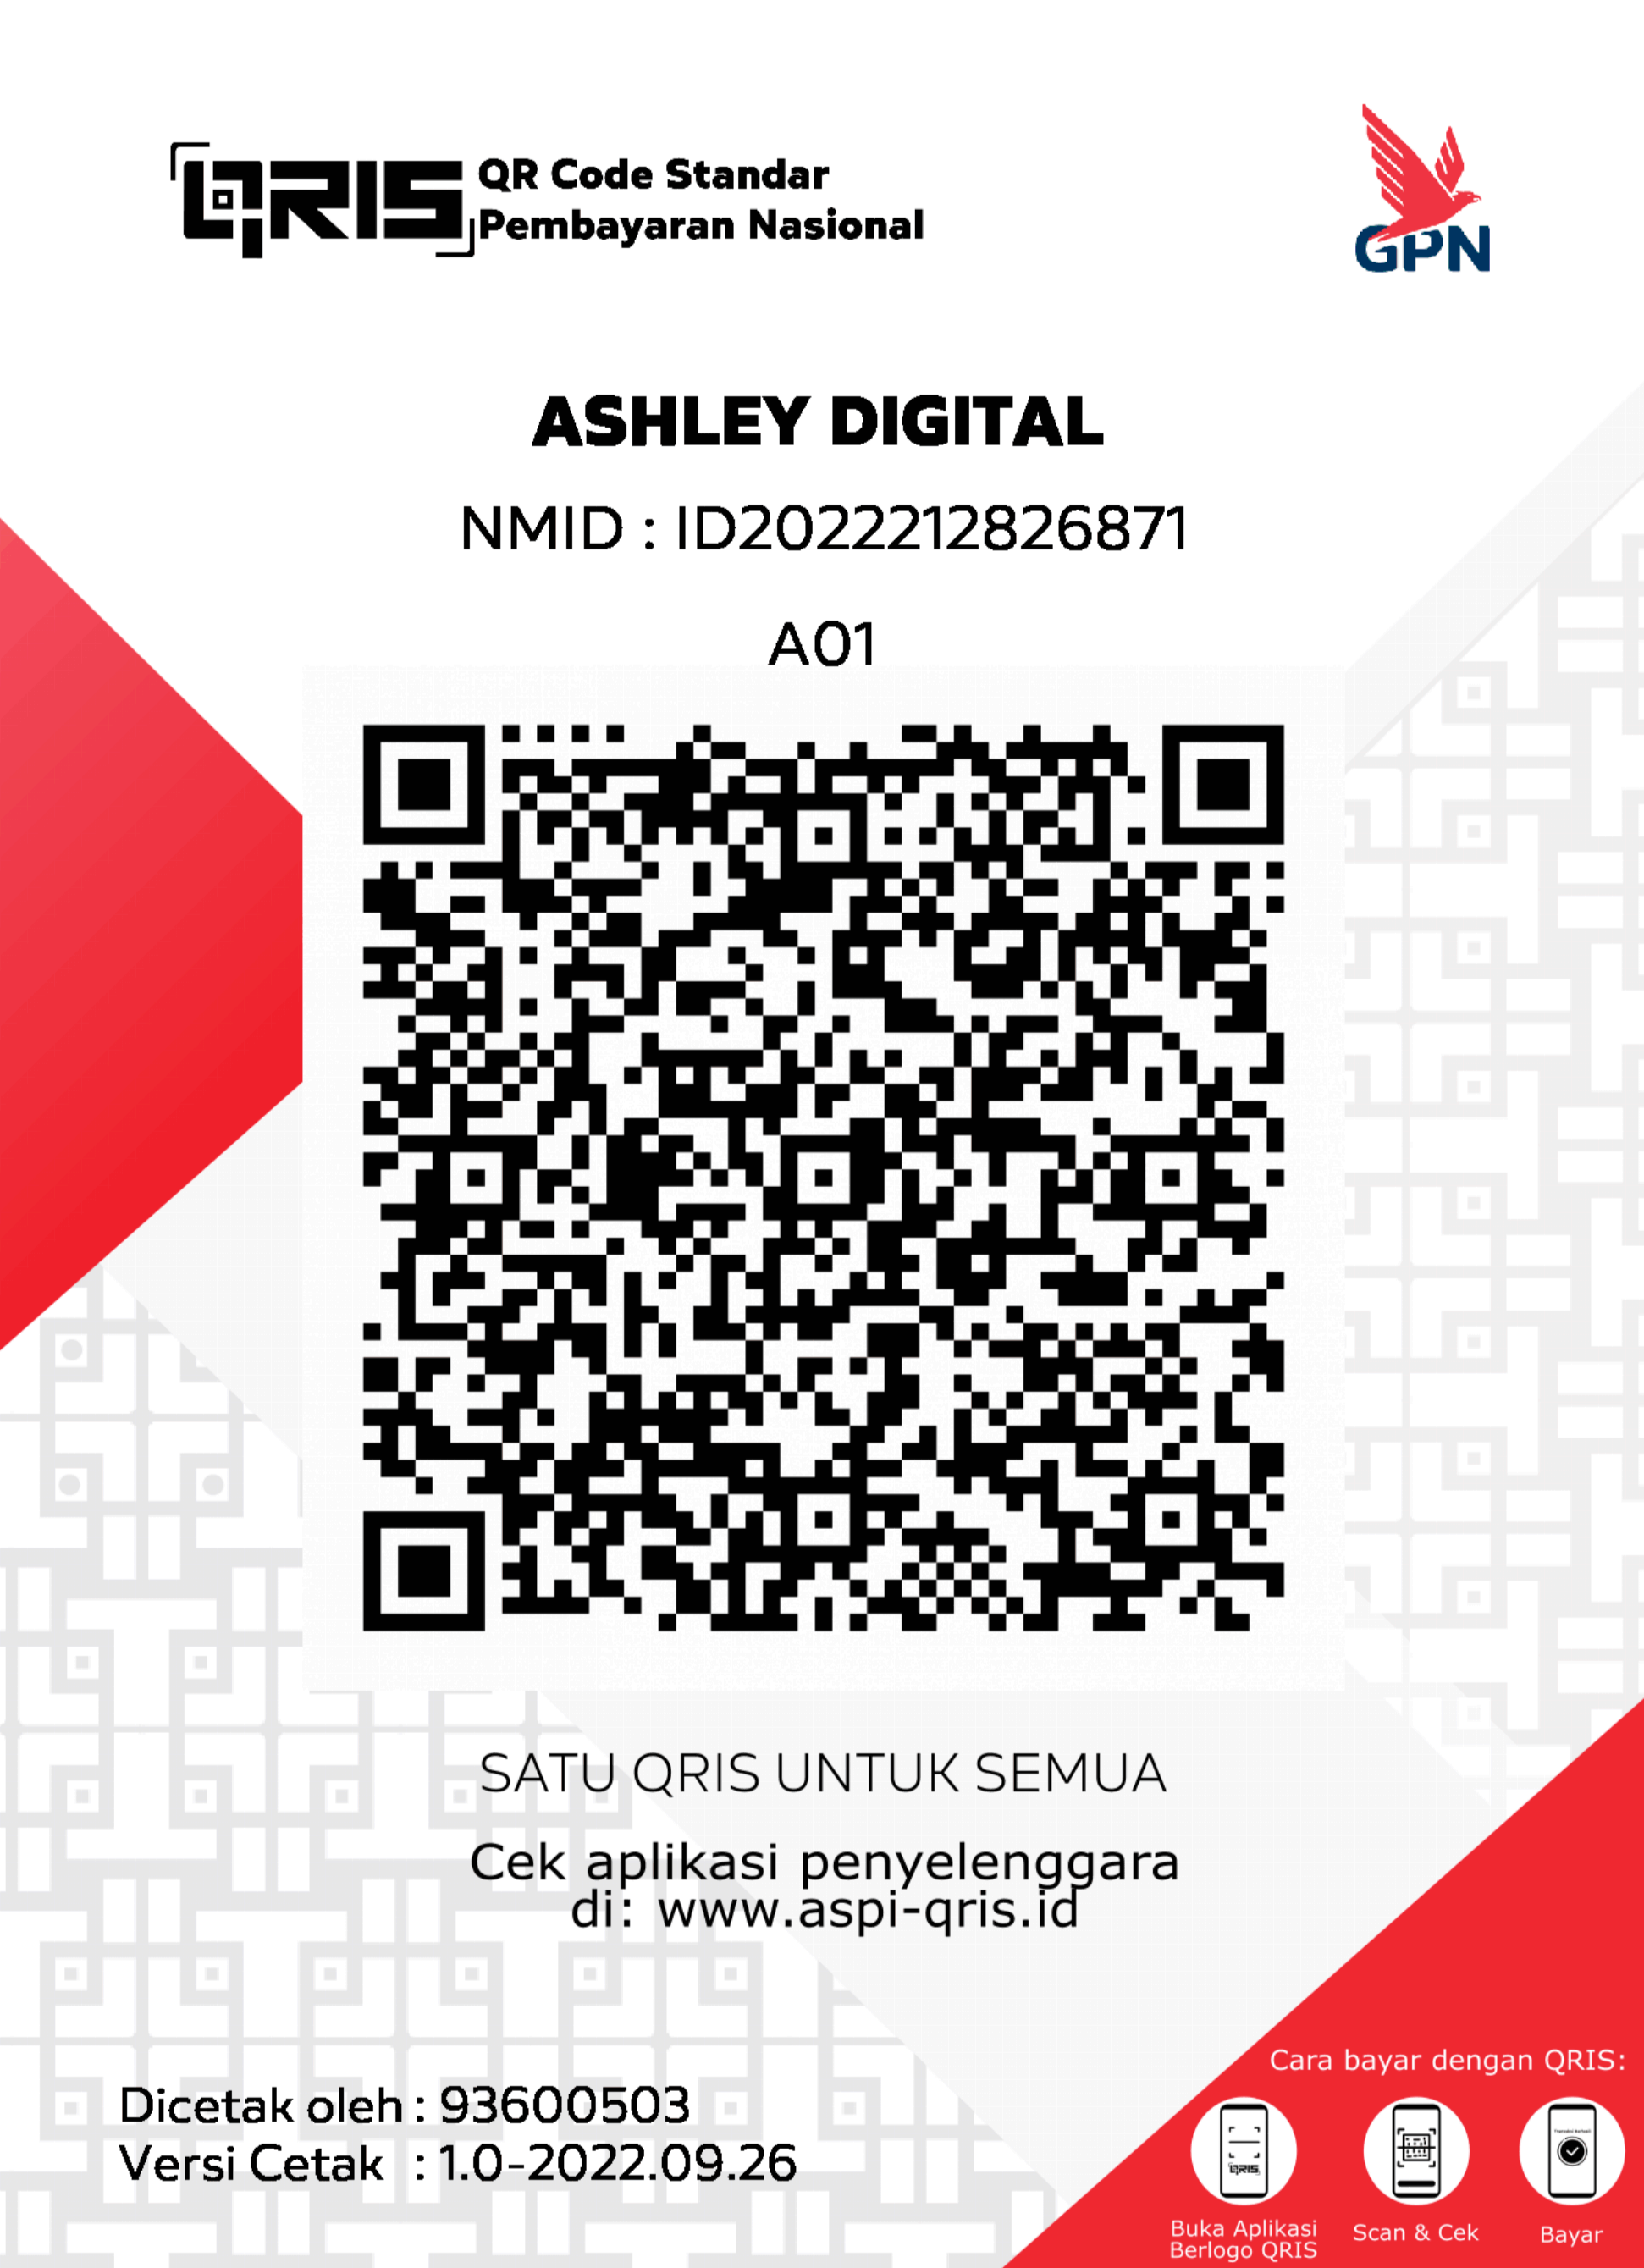 QRIS QR Code Standar
Pembayaran Nasional
GPN
ASHLEY DIGITAL
NMID : ID2022212826871
A01
SATU QRIS UNTUK SEMUA
Cek aplikasi penyelenggara
di: www.aspi-qris.id
Dicetak oleh : 93600503
Versi Cetak : 1.0-2022.09.26
Cara bayar dengan QRIS:
QRIS
Buka Aplikasi
Berlogo QRIS
Scan & Cek
Bayar